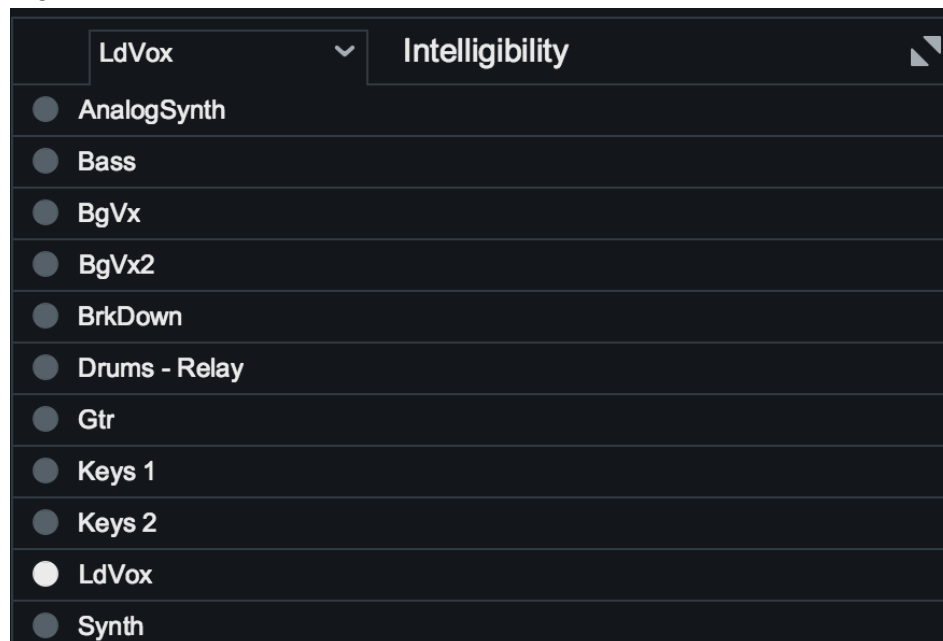 LdVox Intelligibility
AnalogSynth
Bass
BgVx
BgVx2
BrkDown
Drums - Relay
Gtr
Keys 1
Keys 2
LdVox
Synth